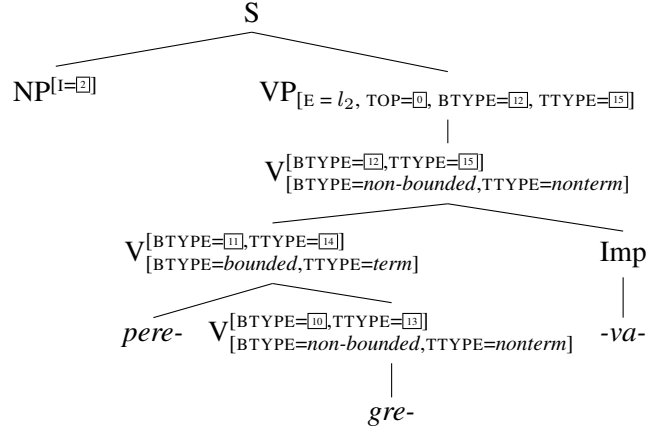 S
NP[I=2] VP[E = l2, TOP=0, BTYPE=12, TTYPE=15]
V[BTYPE=12,TTYPE=15]
[BTYPE=non-bounded,TTYPE=nonterm]
V[BTYPE=11,TTYPE=14] Imp
[BTYPE=bounded,TTYPE=term]
pere- V[BTYPE=10,TTYPE=13] -va-
[BTYPE=non-bounded,TTYPE=nonterm]
gre-